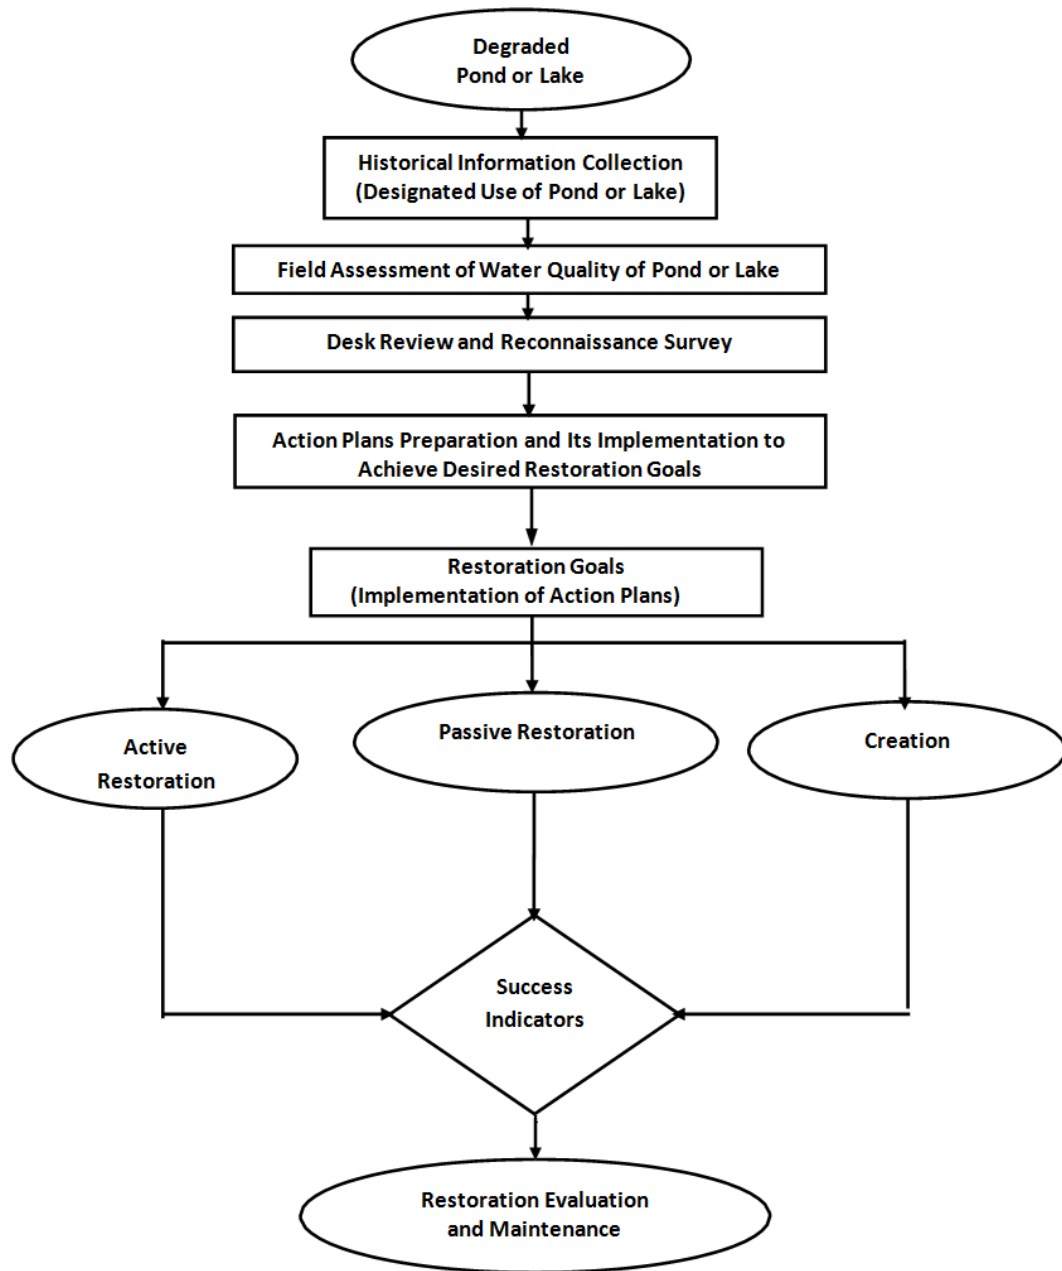 Degraded
Pond or Lake
Historical Information Collection
(Designated Use of Pond or Lake)
Field Assessment of Water Quality of Pond or Lake
Desk Review and Reconnaissance Survey
Action Plans Preparation and Its Implementation to
Achieve Desired Restoration Goals
Restoration Goals
(Implementation of Action Plans)
Active
Restoration
Passive Restoration
Creation
Success
Indicators
Restoration Evaluation
and Maintenance